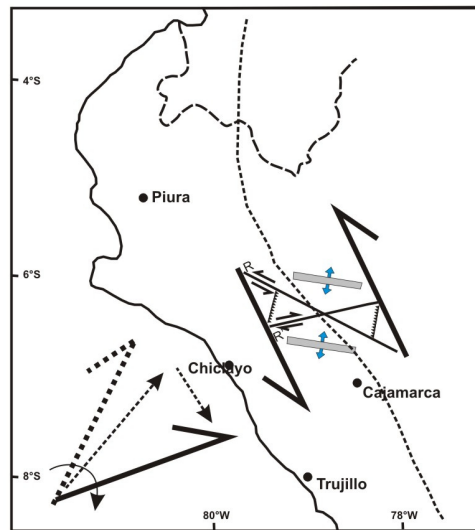 4°S
Piura
6°S
R
R'
Chiclayo
Cajamarca
8°S
Trujillo
80°W
78°W